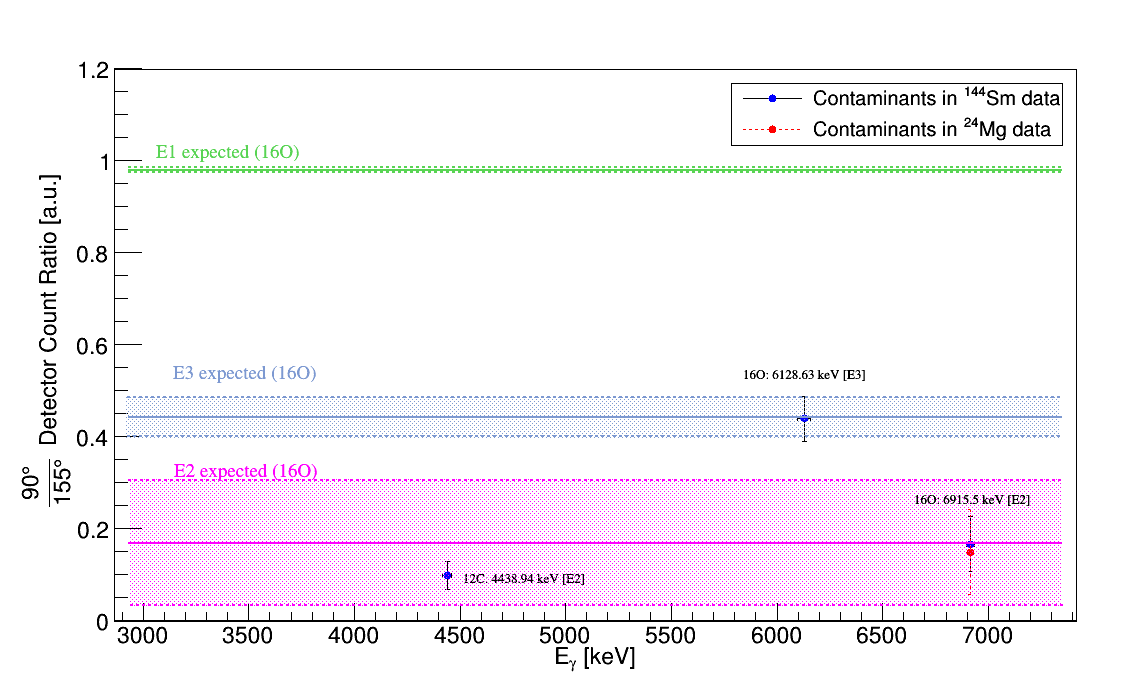 1.2
1
0.8
0.6
0.4
0.2
0
90°
155° Detector Count Ratio [a.u.]
Contaminants in ¹⁴⁴Sm data
Contaminants in ²⁴Mg data
E1 expected (16O)
E3 expected (16O)
16O: 6128.63 keV [E3]
E2 expected (16O)
16O: 6915.5 keV [E2]
12C: 4438.94 keV [E2]
3000 3500 4000 4500 5000 5500 6000 6500 7000
Eᵧ [keV]